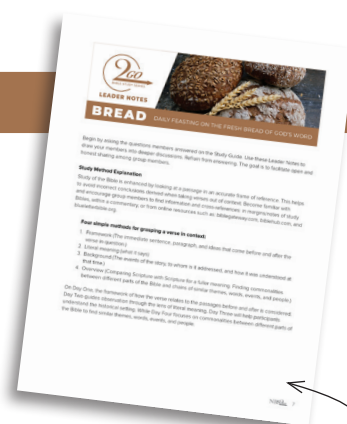 2GO
LEADER NOTES
BREAD DAILY FEASTING ON THE FRESH BREAD OF GOD'S WORD
Begin by asking the questions members answered on the Study Guide. Use these Leader Notes to
draw your members into deeper discussions. Refrain from answering. The goal is to facilitate open and
honest sharing among group members.
Study Method Explanation
Study of the Bible is enhanced by looking at a passage in an accurate frame of reference. This helps
to avoid incorrect conclusions derived when taking verses out of context. Become familiar with
and encourage group members to find information and cross-references in margins/notes of study
Bibles, within a commentary, or from online resources such as: biblegateway.com, biblehub.com, and
blueletterbible.org.
Four simple methods for grasping a verse in context:
1. Framework (The immediate sentence, paragraph, and ideas that come before and after the
verse in question.)
2. Literal meaning (what it says)
3. Background (The events of the story, to whom is it addressed, and how it was understood at
that time.)
4. Overview (Comparing Scripture with Scripture for a fuller meaning. Finding commonalities
between different parts of the Bible and chains of similar themes, words, events, and people.)
On Day One, the framework of how the verse relates to the passages before and after is considered.
Day Two guides observation through the lens of literal meaning. Day Three will help participants
understand the historical setting. While Day Four focuses on commonalities between different parts of
the Bible to find similar themes, words, events, and people.